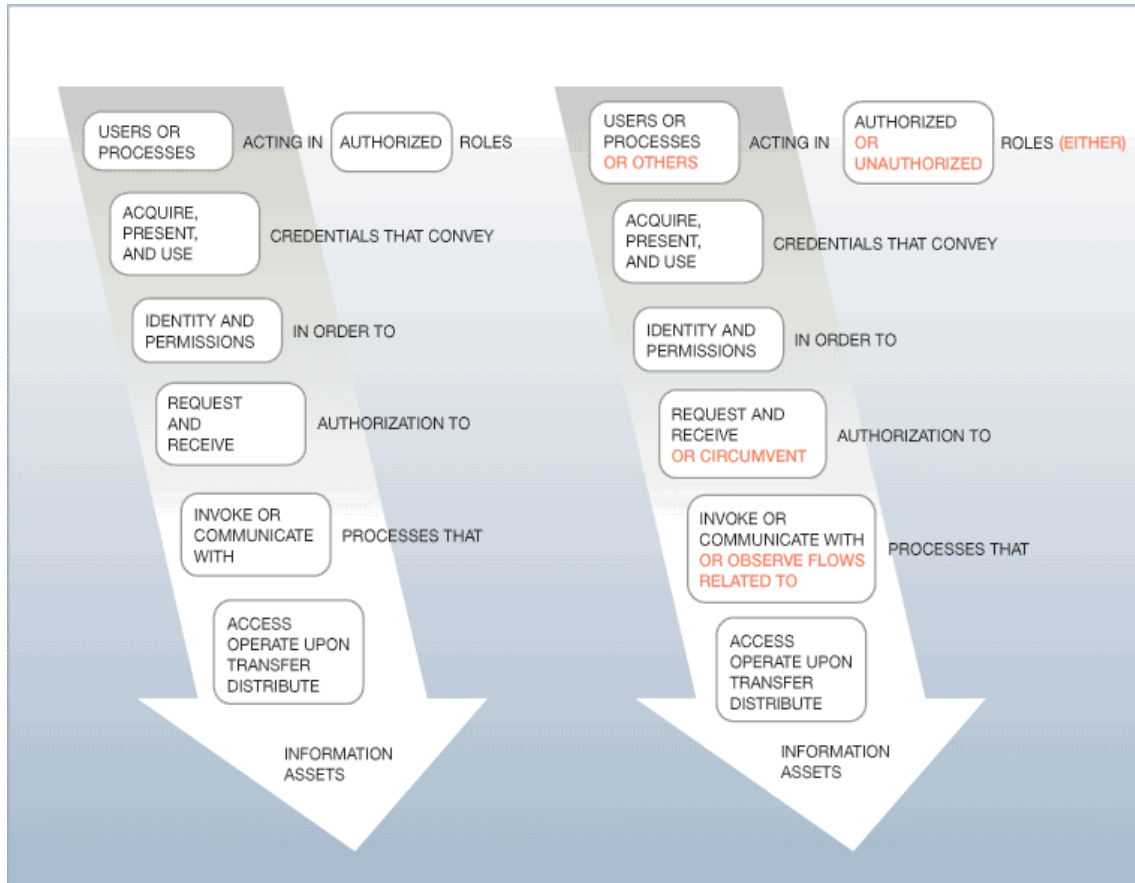 USERS OR
PROCESSES
ACTING IN
AUTHORIZED
ROLES
ACQUIRE,
PRESENT,
AND USE
CREDENTIALS THAT CONVEY
IDENTITY AND
PERMISSIONS
IN ORDER TO
REQUEST
AND
RECEIVE
AUTHORIZATION TO
INVOKE OR
COMMUNICATE
WITH
PROCESSES THAT
ACCESS
OPERATE UPON
TRANSFER
DISTRIBUTE
INFORMATION
ASSETS
USERS OR
PROCESSES
OR OTHERS
ACTING IN
AUTHORIZED
OR
UNAUTHORIZED
ROLES (EITHER)
ACQUIRE,
PRESENT,
AND USE
CREDENTIALS THAT CONVEY
IDENTITY AND
PERMISSIONS
IN ORDER TO
REQUEST AND
RECEIVE
OR CIRCUMVENT
AUTHORIZATION TO
INVOKE OR
COMMUNICATE WITH
OR OBSERVE FLOWS
RELATED TO
PROCESSES THAT
ACCESS
OPERATE UPON
TRANSFER
DISTRIBUTE
INFORMATION
ASSETS